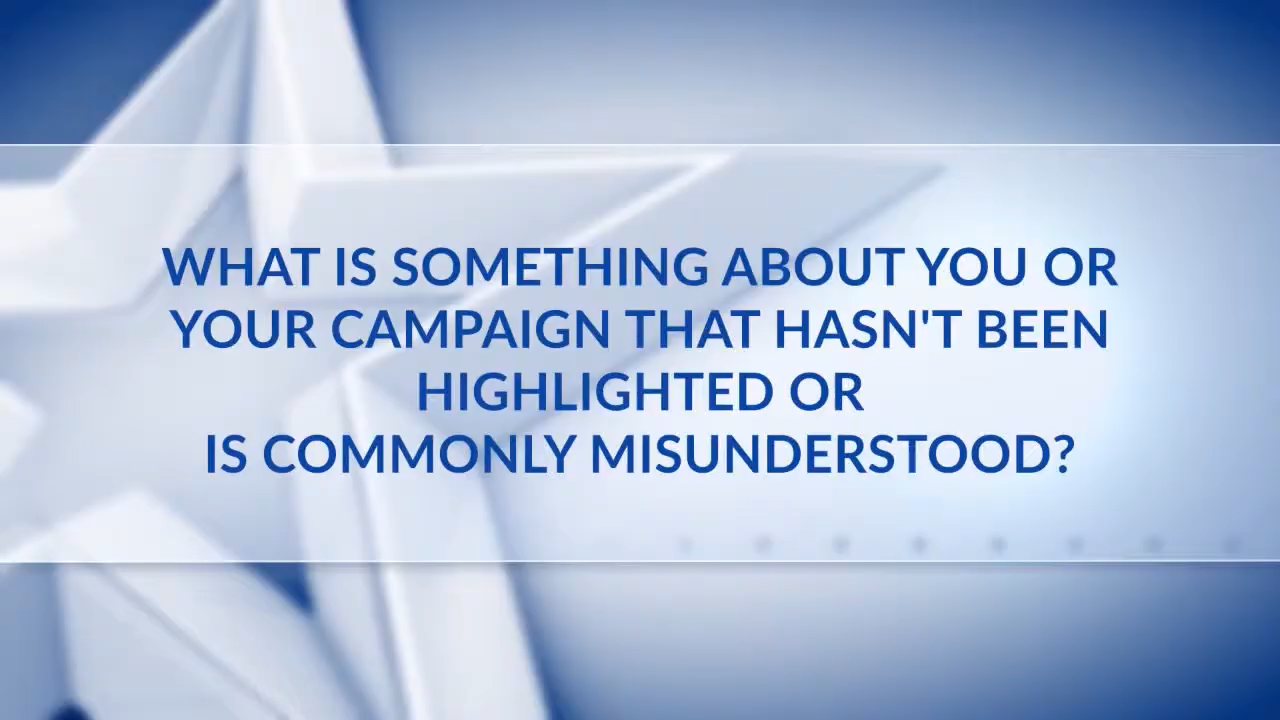 WHAT IS SOMETHING ABOUT YOU OR
YOUR CAMPAIGN THAT HASN'T BEEN
HIGHLIGHTED OR
IS COMMONLY MISUNDERSTOOD?